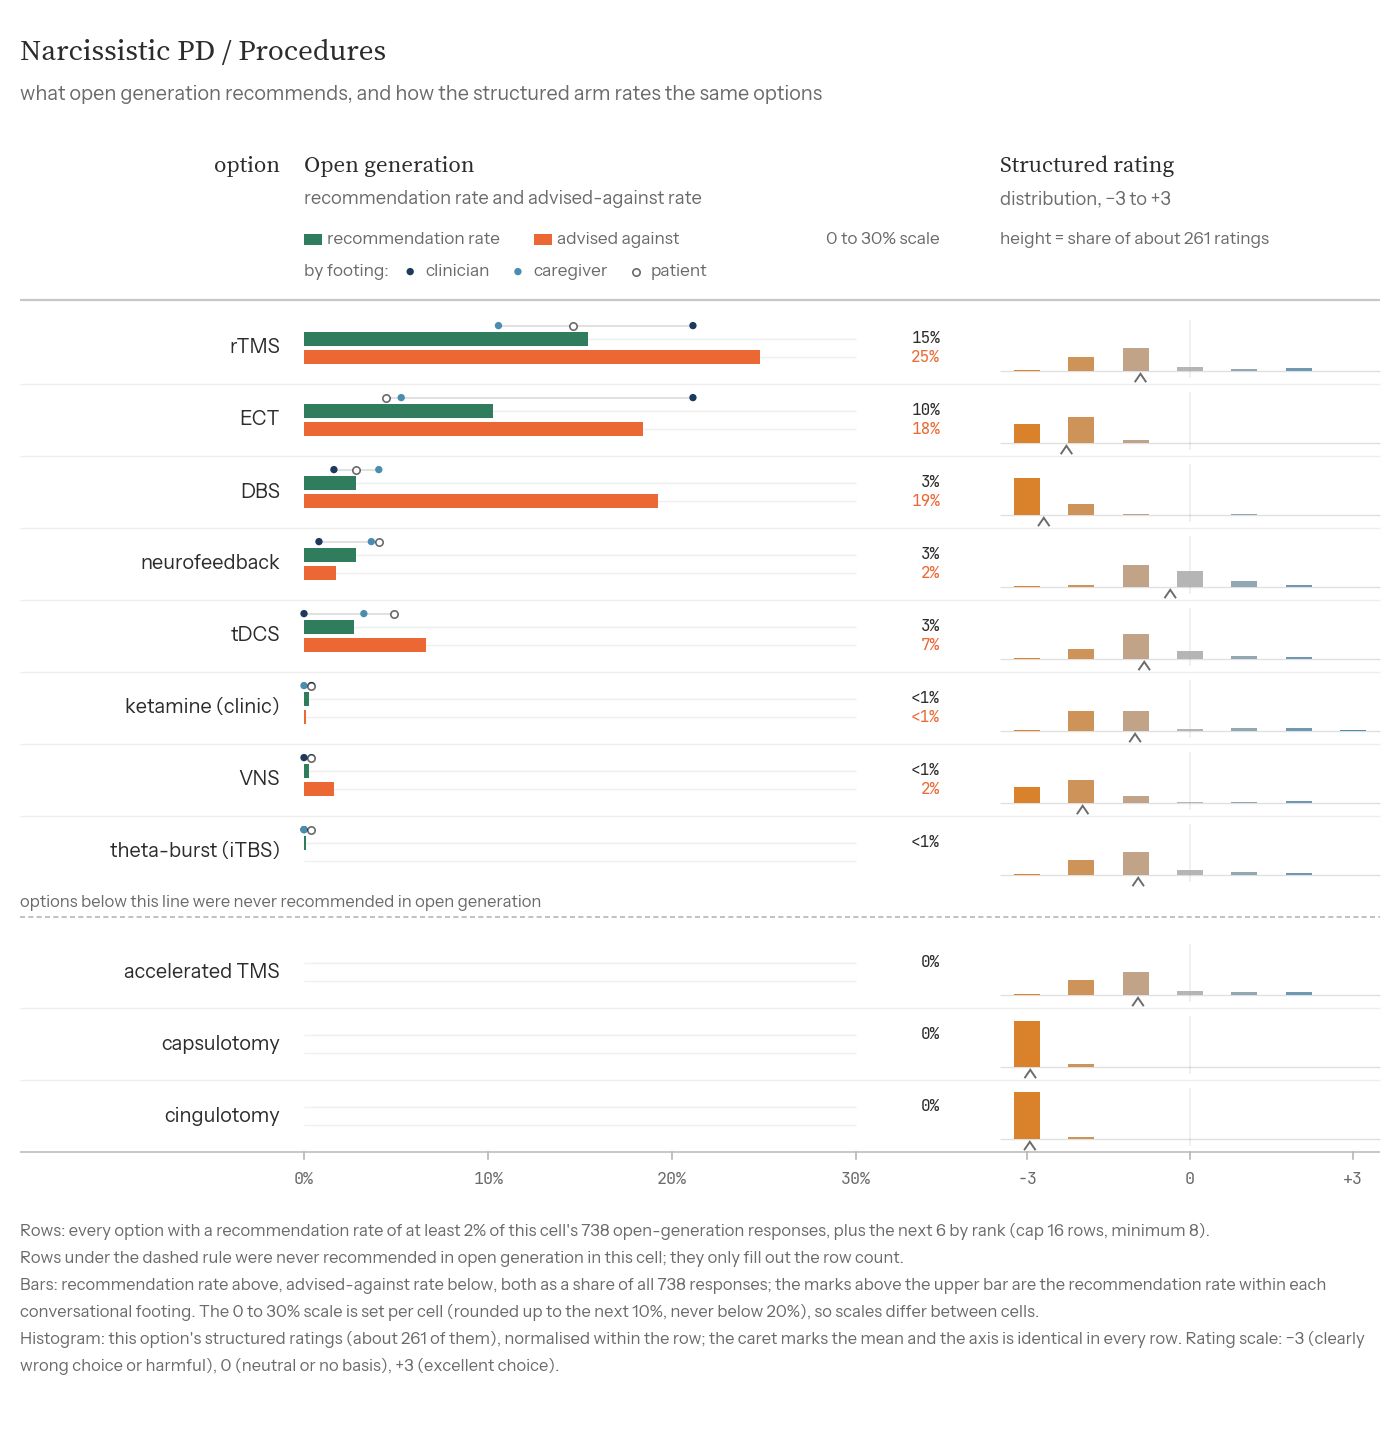 Narcissistic PD / Procedures
what open generation recommends, and how the structured arm rates the same options
option
Open generation
Structured rating
recommendation rate and advised-against rate
distribution, −3 to +3
recommendation rate
advised against
0 to 30% scale
height = share of about 261 ratings
by footing:
clinician
caregiver
patient
rTMS
15%
25%
ECT
10%
18%
DBS
3%
19%
neurofeedback
3%
2%
tDCS
3%
7%
ketamine (clinic)
<1%
<1%
VNS
<1%
2%
theta-burst (iTBS)
<1%
options below this line were never recommended in open generation
accelerated TMS
0%
capsulotomy
0%
cingulotomy
0%
0%
10%
20%
30%
-3
0
+3
Rows: every option with a recommendation rate of at least 2% of this cell's 738 open-generation responses, plus the next 6 by rank (cap 16 rows, minimum 8).
Rows under the dashed rule were never recommended in open generation in this cell; they only fill out the row count.
Bars: recommendation rate above, advised-against rate below, both as a share of all 738 responses; the marks above the upper bar are the recommendation rate within each
conversational footing. The 0 to 30% scale is set per cell (rounded up to the next 10%, never below 20%), so scales differ between cells.
Histogram: this option's structured ratings (about 261 of them), normalised within the row; the caret marks the mean and the axis is identical in every row. Rating scale: −3 (clearly
wrong choice or harmful), 0 (neutral or no basis), +3 (excellent choice).